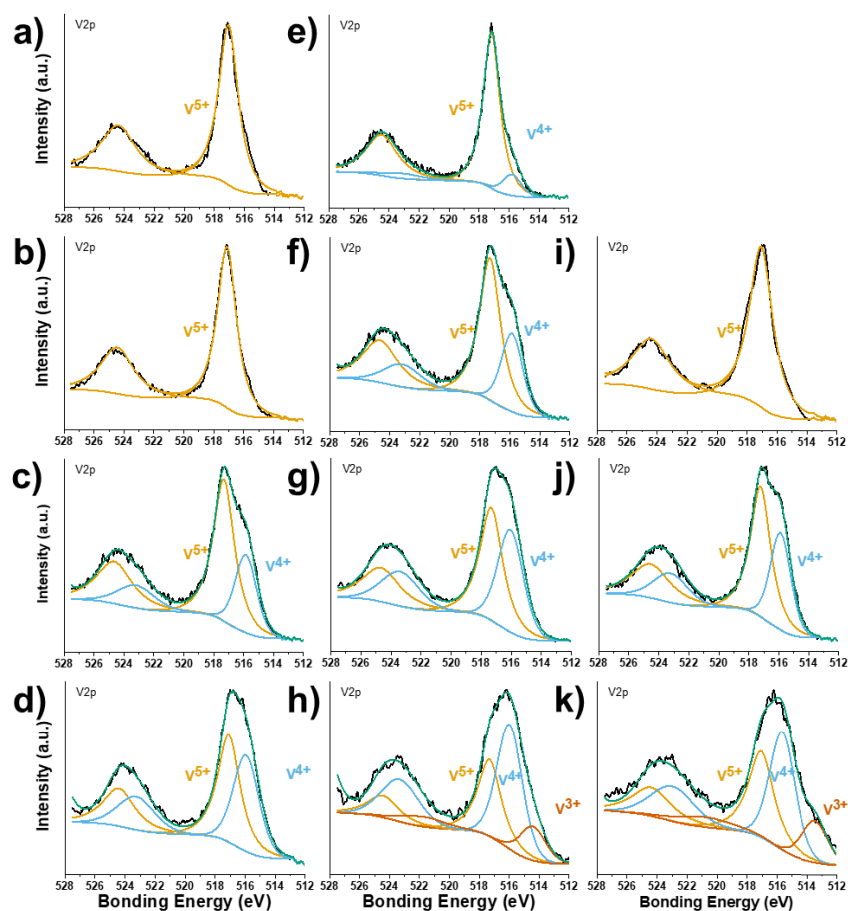 a)
V2p
V5+
Intensity (a.u.)
528 526 524 522 520 518 516 514 512
e)
V2p
V5+
V4+
528 526 524 522 520 518 516 514 512
b)
V2p
V5+
Intensity (a.u.)
528 526 524 522 520 518 516 514 512
f)
V2p
V5+
V4+
528 526 524 522 520 518 516 514 512
i)
V2p
V5+
528 526 524 522 520 518 516 514 512
c)
V2p
V5+
V4+
Intensity (a.u.)
528 526 524 522 520 518 516 514 512
g)
V2p
V5+
V4+
528 526 524 522 520 518 516 514 512
j)
V2p
V5+
V4+
528 526 524 522 520 518 516 514 512
d)
V2p
V5+
V4+
Intensity (a.u.)
528 526 524 522 520 518 516 514 512
Bonding Energy (eV)
h)
V2p
V5+
V4+
V3+
528 526 524 522 520 518 516 514 512
Bonding Energy (eV)
k)
V2p
V5+
V4+
V3+
528 526 524 522 520 518 516 514 512
Bonding Energy (eV)